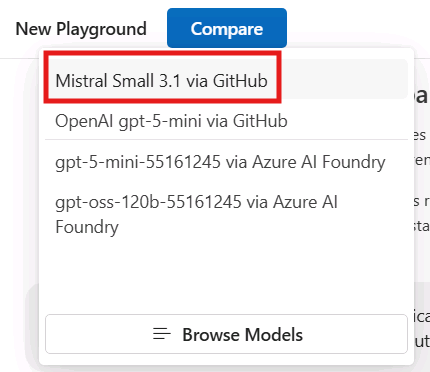 New Playground Compare
Mistral Small 3.1 via GitHub
OpenAI gpt-5-mini via GitHub
gpt-5-mini-55161245 via Azure AI Foundry
gpt-oss-120b-55161245 via Azure AI
Foundry
Browse Models